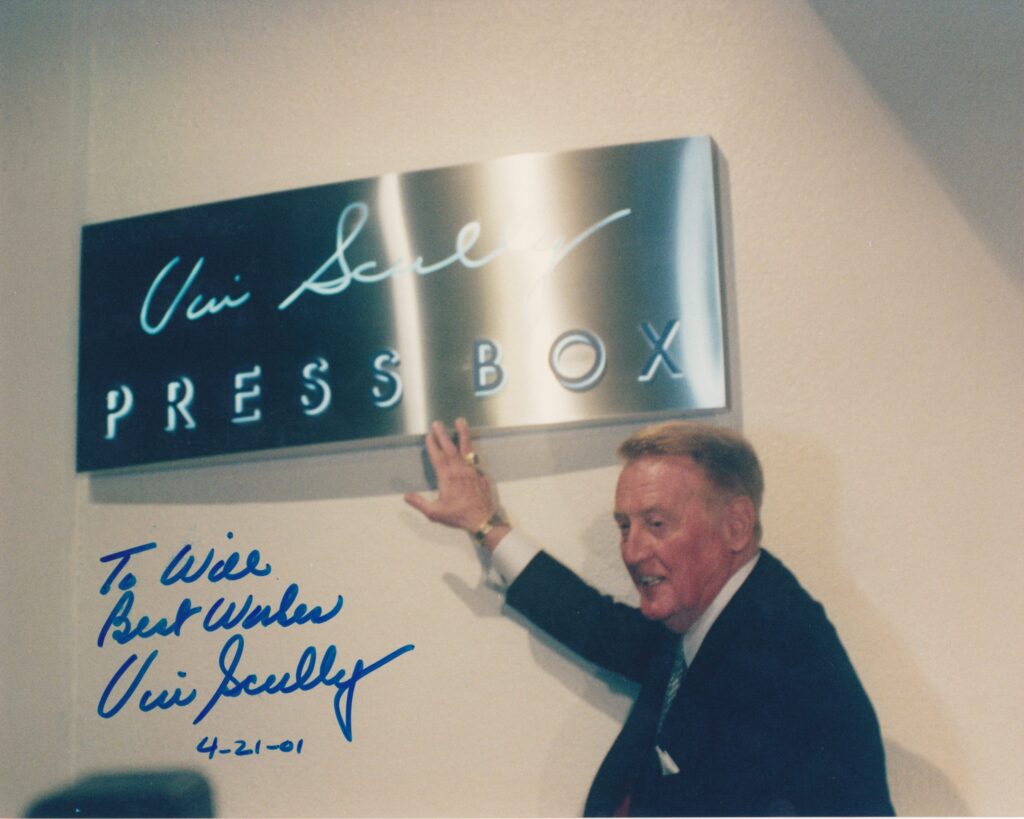 Vin Scully
PRESS BOX
To Will
Best Wishes
Vin Scully
4-21-01